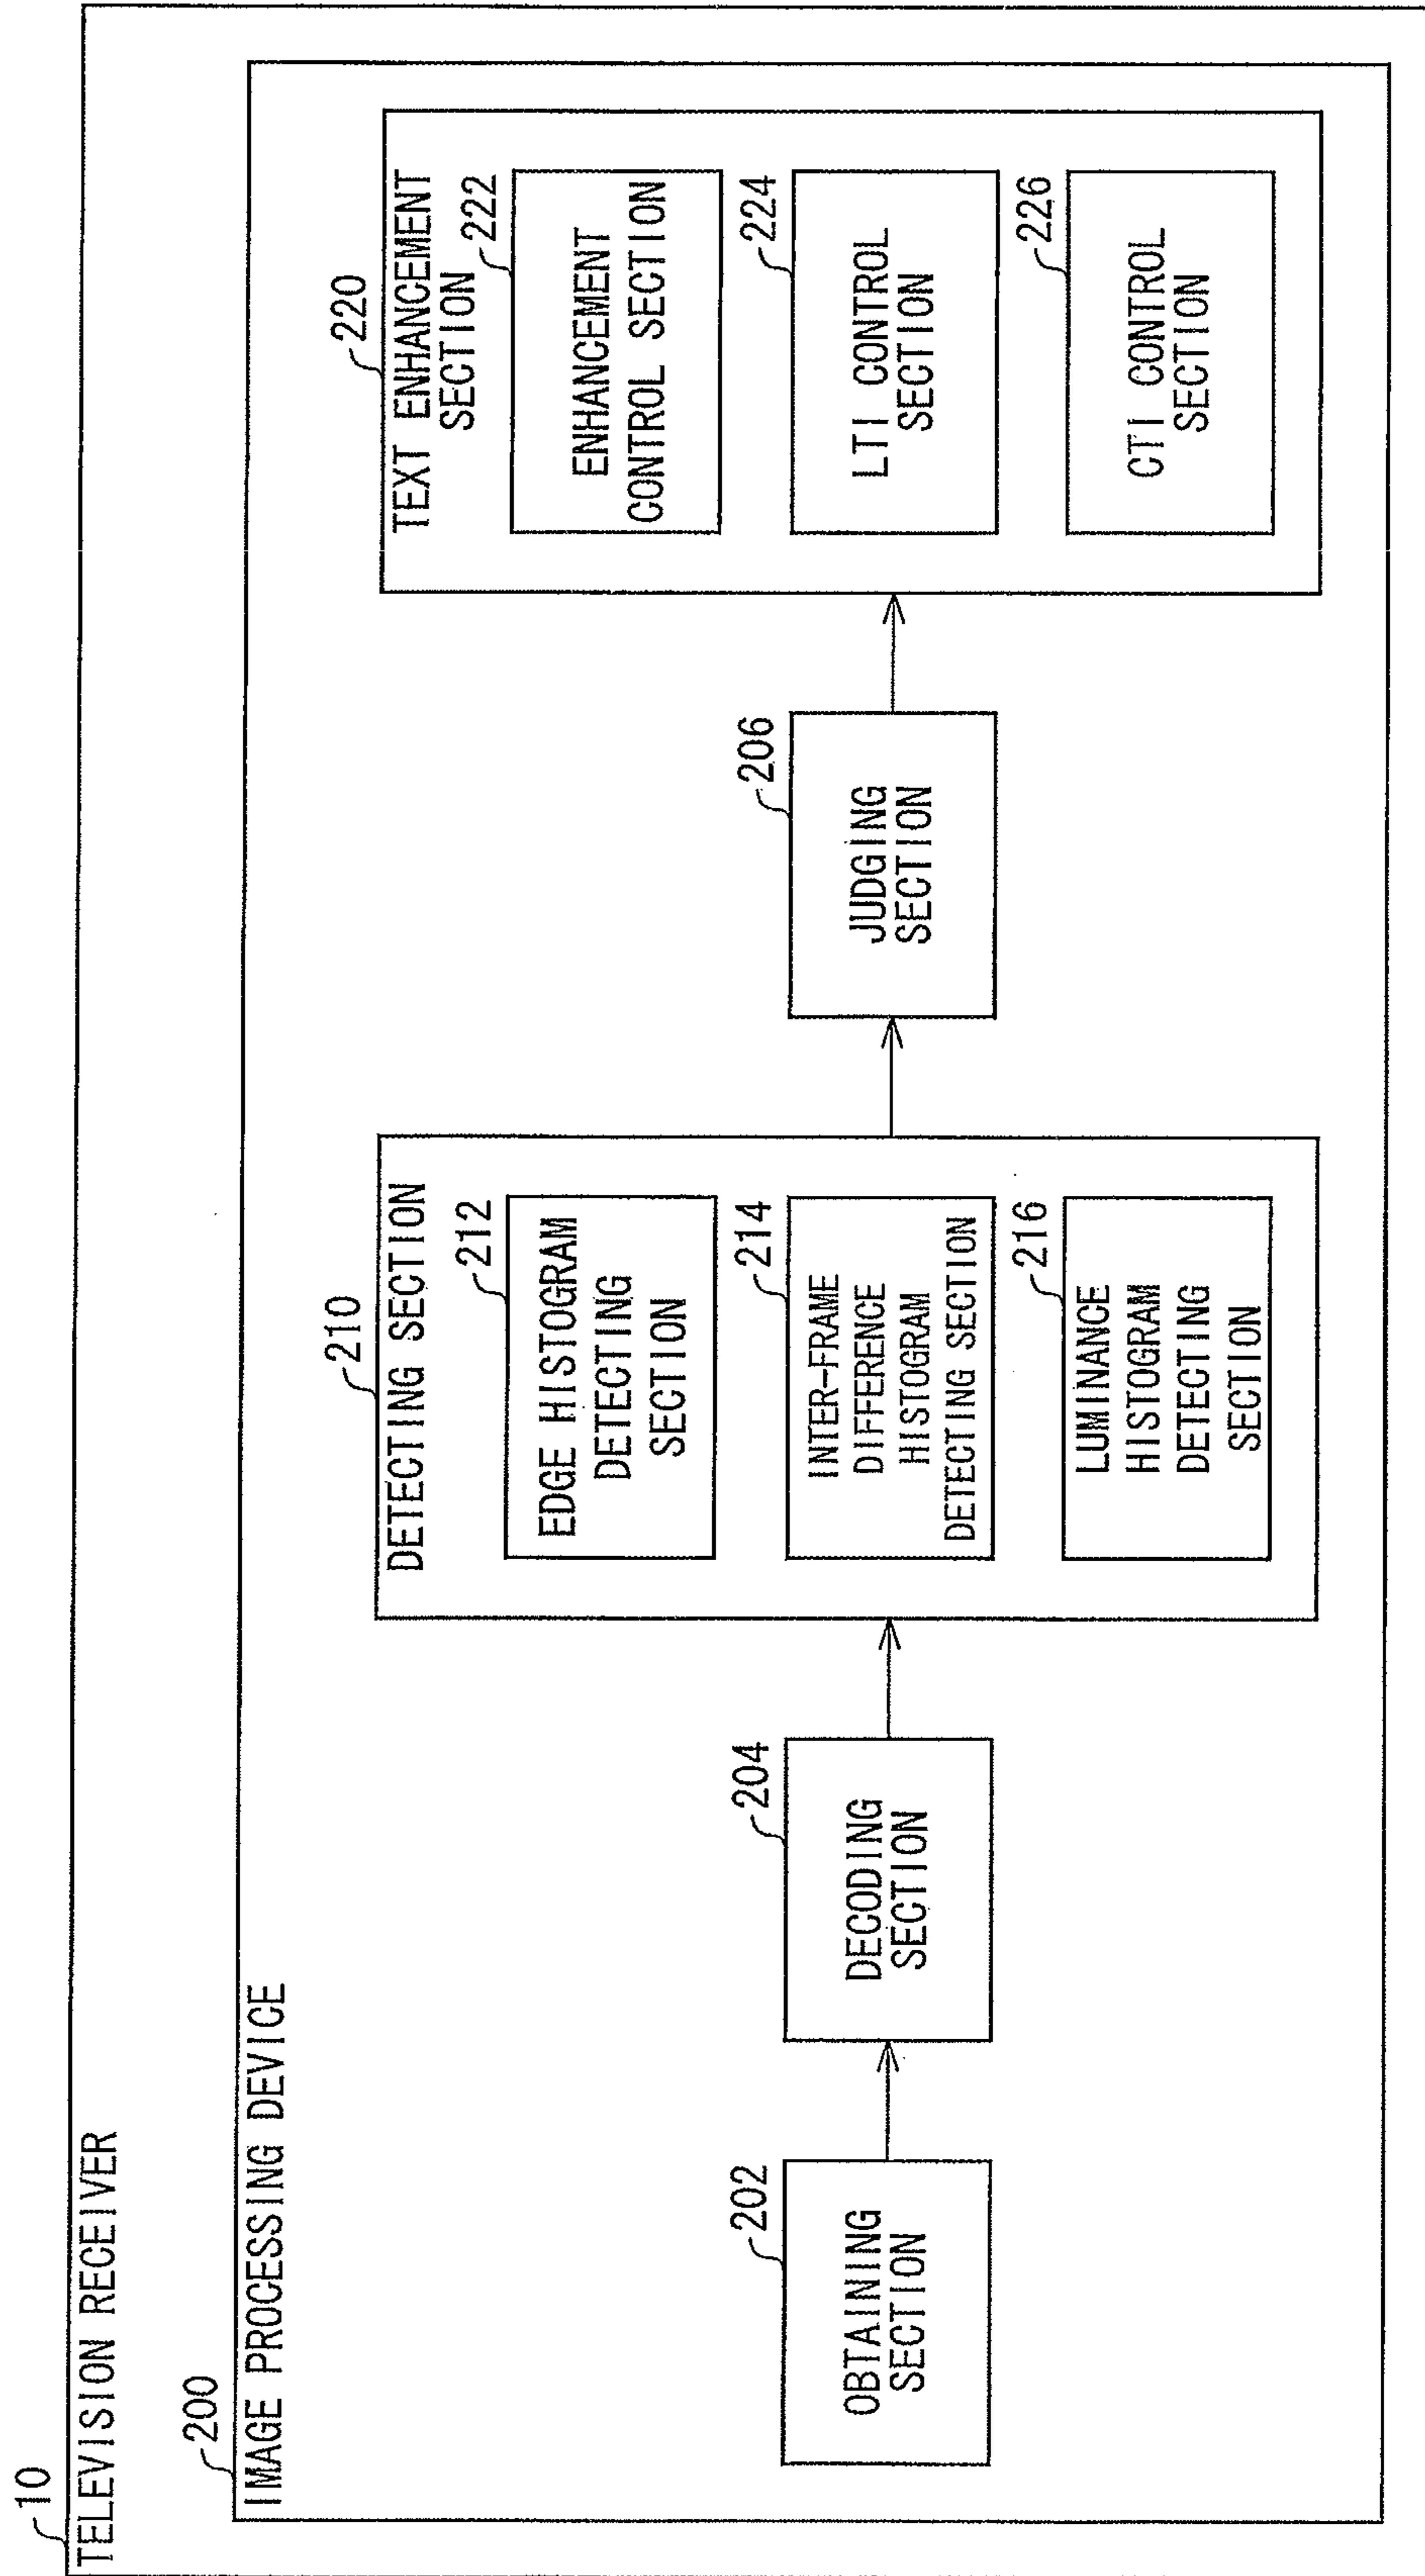 10
TELEVISION RECEIVER
200
IMAGE PROCESSING DEVICE
202
OBTAINING
SECTION
204
DECODING
SECTION
210
DETECTING SECTION
212
EDGE HISTOGRAM
DETECTING
SECTION
214
INTER-FRAME
DIFFERENCE
HISTOGRAM
DETECTING SECTION
216
LUMINANCE
HISTOGRAM
DETECTING
SECTION
206
JUDGING
SECTION
220
TEXT ENHANCEMENT
SECTION
222
ENHANCEMENT
CONTROL SECTION
224
LTI CONTROL
SECTION
226
CTI CONTROL
SECTION